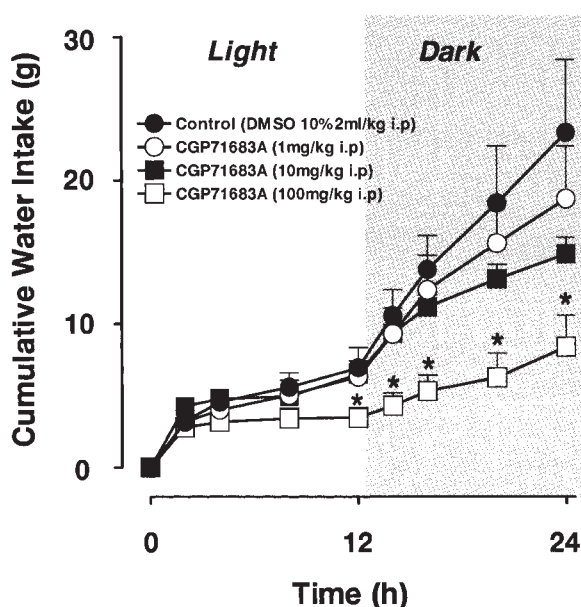 Cumulative Water Intake (g)
30
20
10
0
Light
Dark
Control (DMSO 10%2ml/kg i.p)
CGP71683A (1mg/kg i.p)
CGP71683A (10mg/kg i.p)
CGP71683A (100mg/kg i.p)
*
*
*
*
*
0
12
24
Time (h)